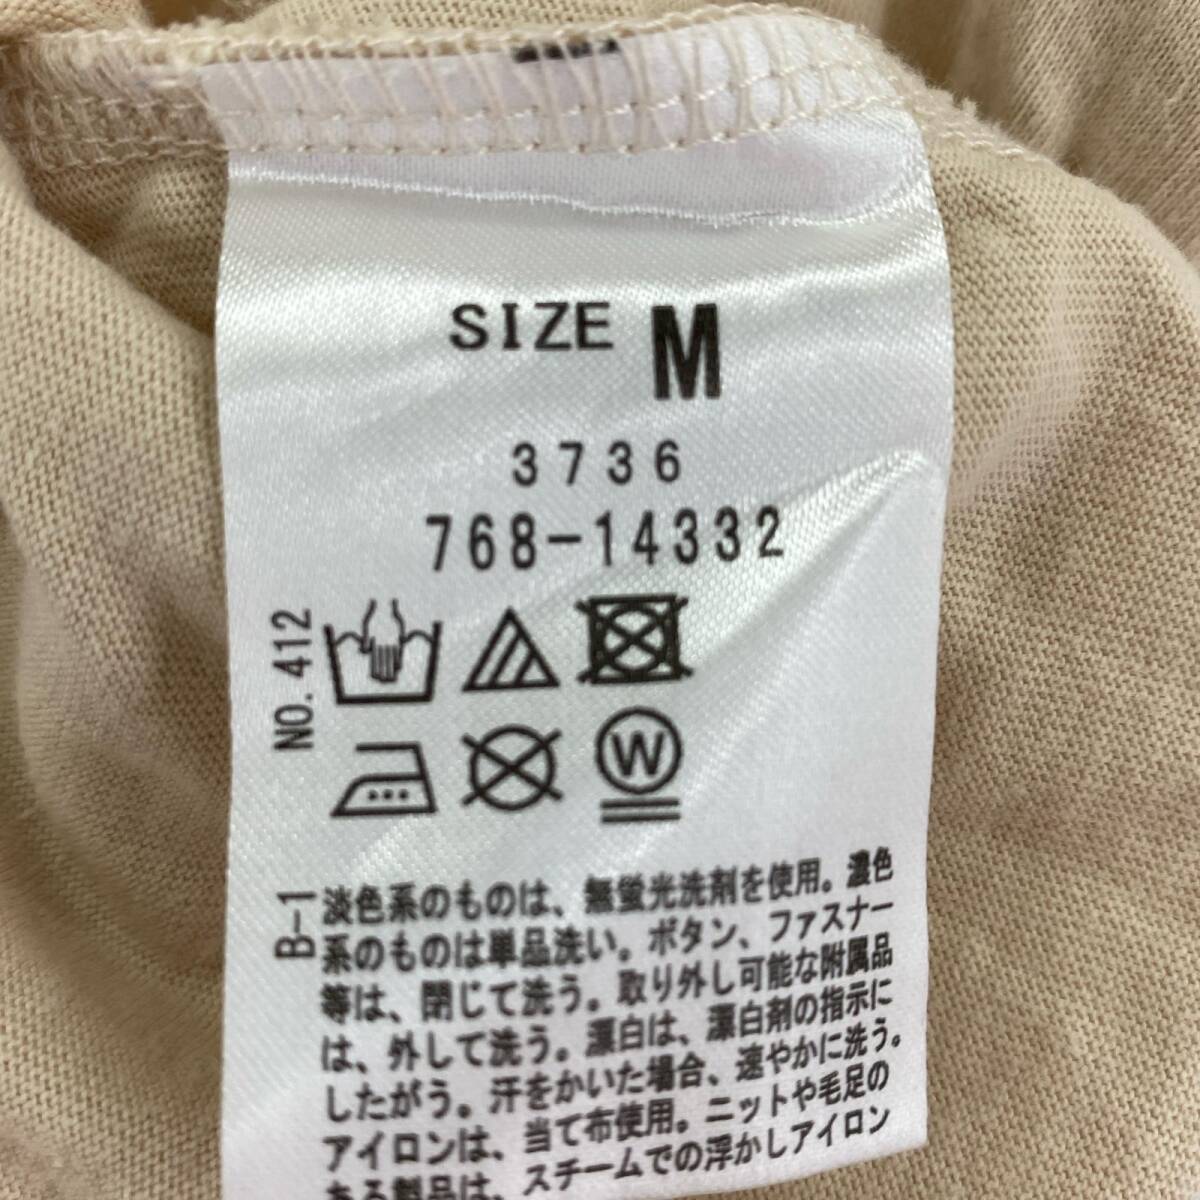 SIZE M
3736
768-14332
NO. 412
W
B-1
淡色系のものは、無蛍光洗剤を使用。濃色
系のものは単品洗い。ボタン、ファスナー
等は、閉じて洗う。取り外し可能な附属品
は、外して洗う。漂白は、漂白剤の指示に
したがう。汗をかいた場合、速やかに洗う。
アイロンは、当て布使用。ニットや毛足の
ある製品は、スチームでの浮かしアイロン